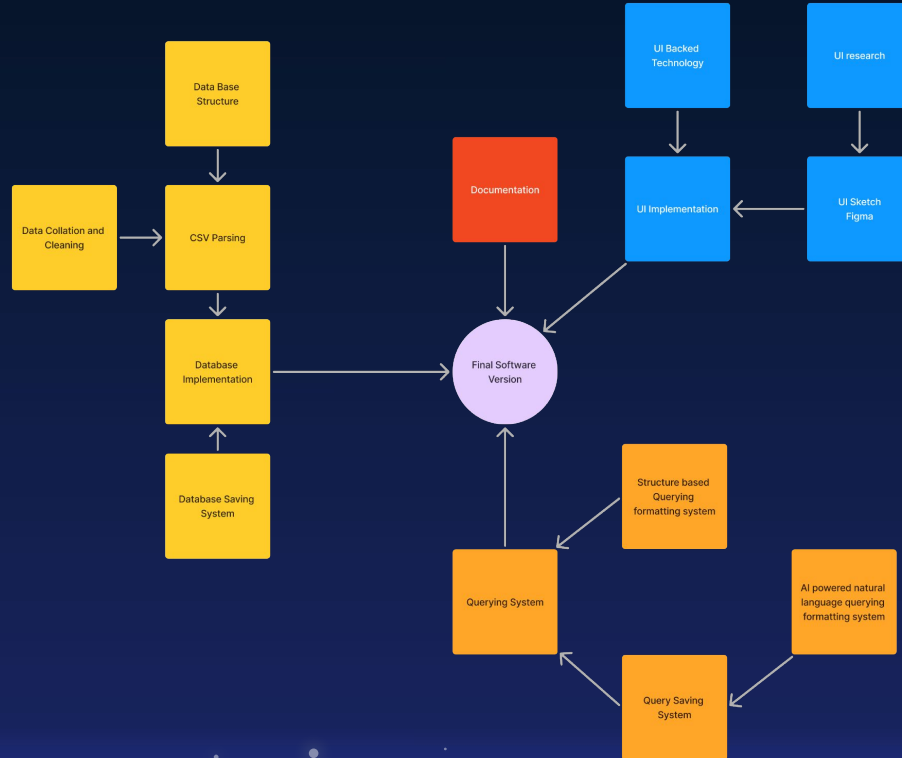 UI Backed
Technology
UI research
Data Base
Structure
Documentation
UI Implementation
UI Sketch
Figma
Data Collation and
Cleaning
CSV Parsing
Database
Implementation
Final Software
Version
Structure based
Querying
formatting system
Database Saving
System
Querying System
AI powered natural
language querying
formatting system
Query Saving
System